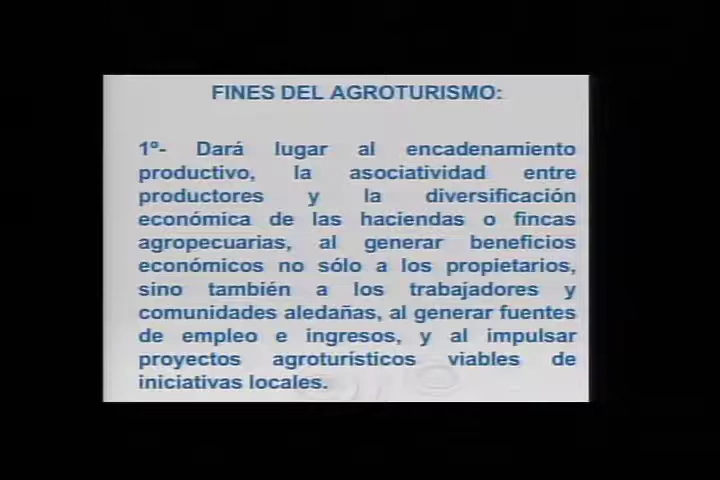 FINES DEL AGROTURISMO:
1º- Dará lugar al encadenamiento
productivo, la asociatividad entre
productores y la diversificación
económica de las haciendas o fincas
agropecuarias, al generar beneficios
económicos no sólo a los propietarios,
sino también a los trabajadores y
comunidades aledañas, al generar fuentes
de empleo e ingresos, y al impulsar
proyectos agroturísticos viables de
iniciativas locales.